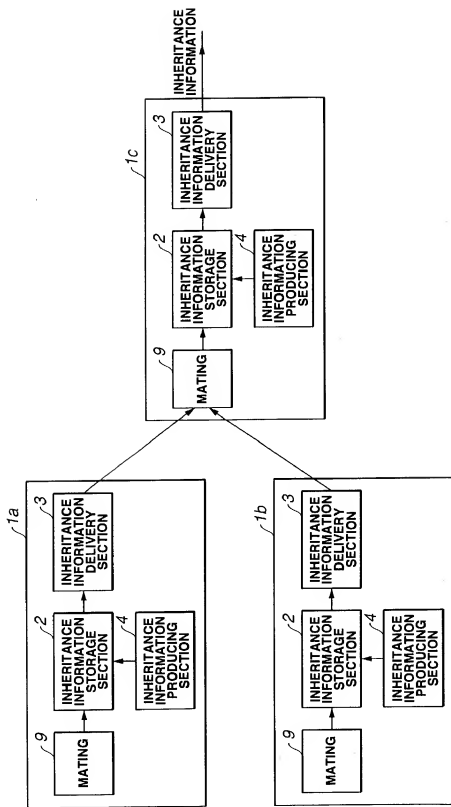 1a
9
MATING
2
INHERITANCE
INFORMATION
STORAGE
SECTION
3
INHERITANCE
INFORMATION
DELIVERY
SECTION
4
INHERITANCE
INFORMATION
PRODUCING
SECTION
1b
9
MATING
2
INHERITANCE
INFORMATION
STORAGE
SECTION
3
INHERITANCE
INFORMATION
DELIVERY
SECTION
4
INHERITANCE
INFORMATION
PRODUCING
SECTION
1c
9
MATING
2
INHERITANCE
INFORMATION
STORAGE
SECTION
3
INHERITANCE
INFORMATION
DELIVERY
SECTION
4
INHERITANCE
INFORMATION
PRODUCING
SECTION
INHERITANCE
INFORMATION